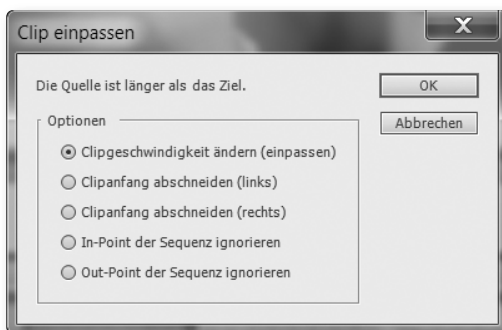 Clip einpassen
X
Die Quelle ist länger als das Ziel.
OK
Abbrechen
Optionen
Clipgeschwindigkeit ändern (einpassen)
Clipanfang abschneiden (links)
Clipanfang abschneiden (rechts)
In-Point der Sequenz ignorieren
Out-Point der Sequenz ignorieren